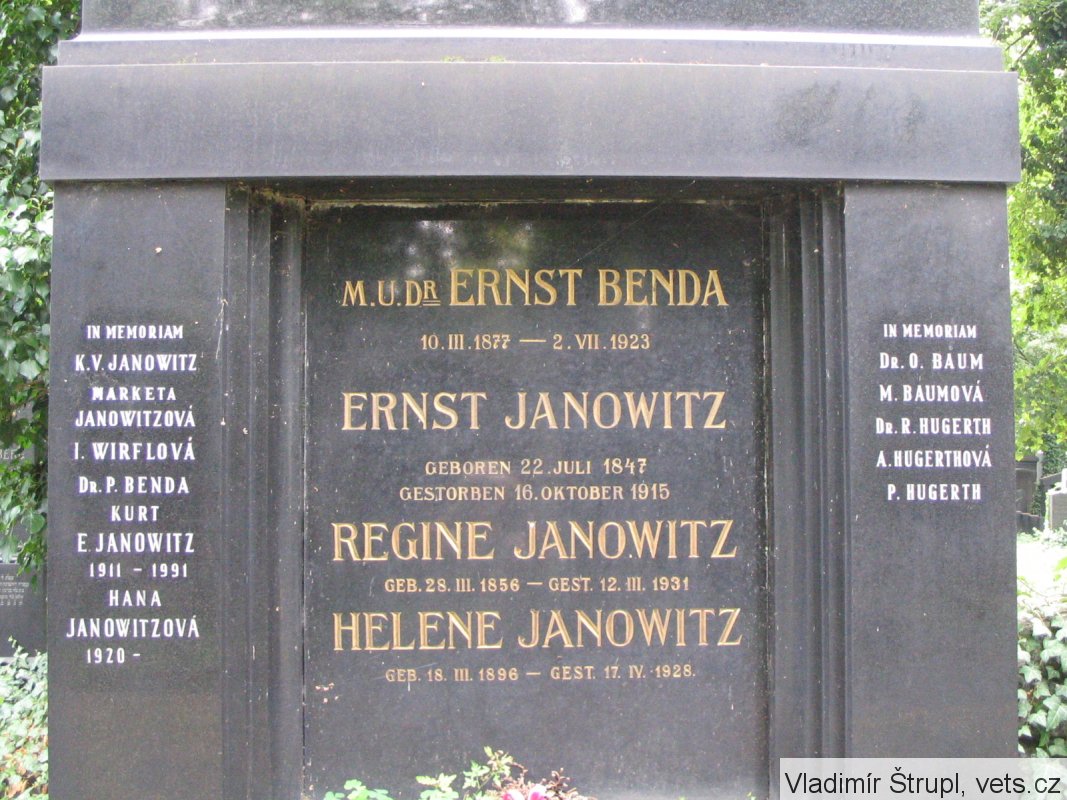 IN MEMORIAM
K.V. JANOWITZ
MARKETA
JANOWITZOVÁ
I. WIRFLOVÁ
DR. P. BENDA
KURT
E. JANOWITZ
1911 - 1991
HANA
JANOWITZOVÁ
1920 -
M.U.DR ERNST BENDA
10. III. 1877 — 2. VII. 1923
ERNST JANOWITZ
GEBOREN 22. JULI 1847
GESTORBEN 16. OKTOBER 1915
REGINE JANOWITZ
GEB. 28. III. 1856 — GEST. 12. III. 1931
HELENE JANOWITZ
GEB. 18. III. 1896 — GEST. 17. IV. 1928.
IN MEMORIAM
DR. O. BAUM
M. BAUMOVÁ
DR. R. HUGERTH
A. HUGERTHOVÁ
P. HUGERTH
Vladimír Štrupl, vets.cz